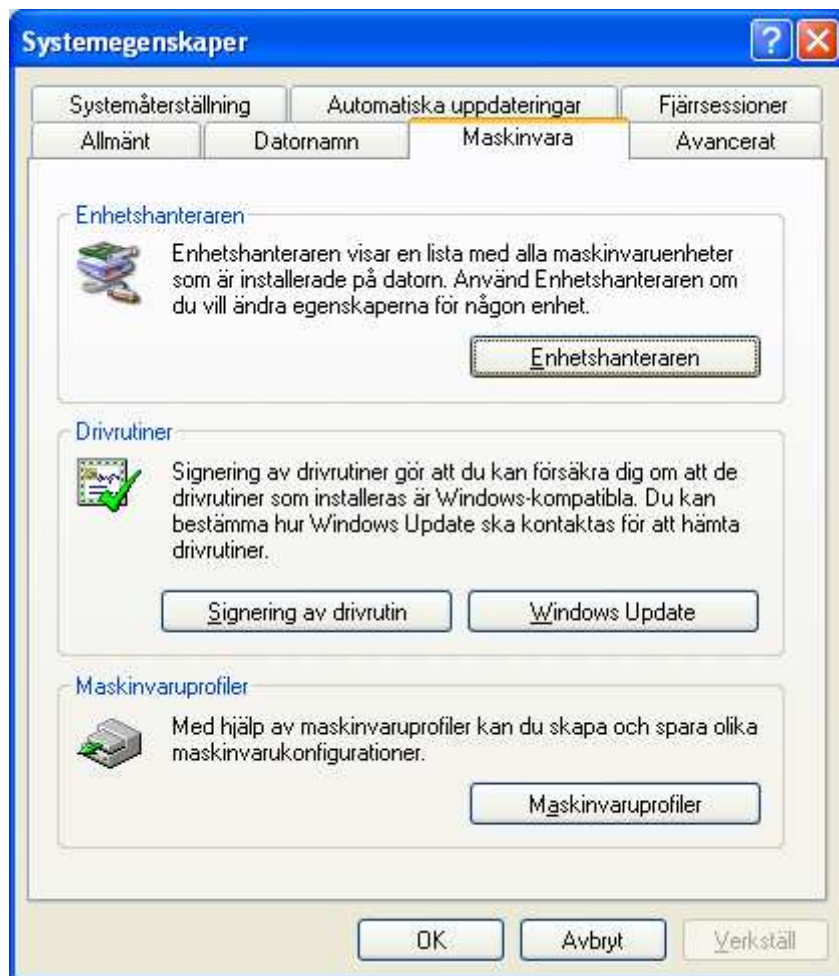 Systemegenskaper
Systemåterställning Automatiska uppdateringar Fjärrsessioner
Allmänt Datornamn Maskinvara Avancerat
Enhetshanteraren
Enhetshanteraren visar en lista med alla maskinvaruenheter
som är installerade på datorn. Använd Enhetshanteraren om
du vill ändra egenskaperna för någon enhet.
Enhetshanteraren
Drivrutiner
Signering av drivrutiner gör att du kan försäkra dig om att de
drivrutiner som installeras är Windows-kompatibla. Du kan
bestämma hur Windows Update ska kontaktas för att hämta
drivrutiner.
Signering av drivrutin Windows Update
Maskinvaruprofiler
Med hjälp av maskinvaruprofiler kan du skapa och spara olika
maskinvarukonfigurationer.
Maskinvaruprofiler
OK Avbryt Verkställ